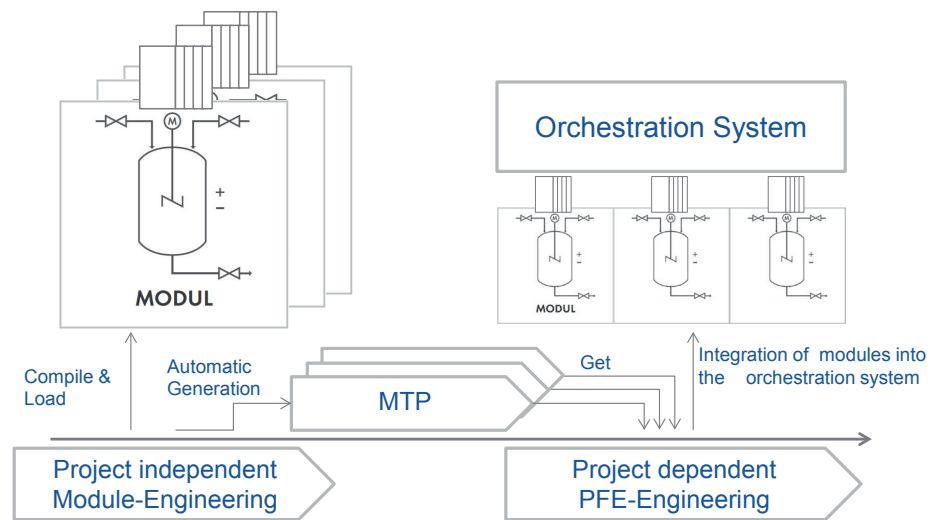 M
MODUL
+
−
Orchestration System
M
M
M
+
−
+
−
+
−
MODUL
Compile &
Load
Automatic
Generation
MTP
Get
Integration of modules into
the orchestration system
Project independent
Module-Engineering
Project dependent
PFE-Engineering